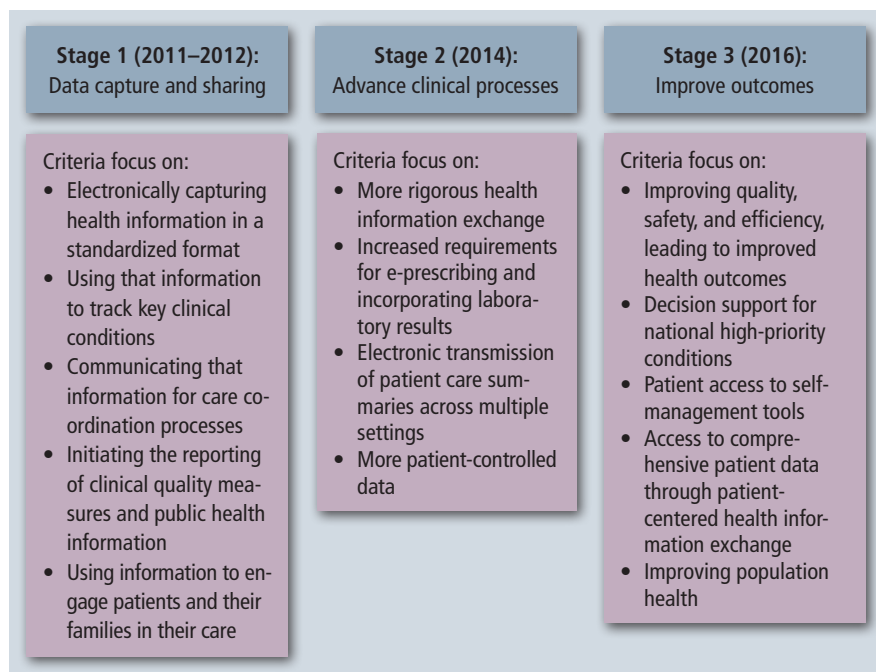 Stage 1 (2011–2012):
Data capture and sharing
Criteria focus on:
• Electronically capturing
health information in a
standardized format
• Using that information
to track key clinical
conditions
• Communicating that
information for care co-
ordination processes
• Initiating the reporting
of clinical quality mea-
sures and public health
information
• Using information to en-
gage patients and their
families in their care
Stage 2 (2014):
Advance clinical processes
Criteria focus on:
• More rigorous health
information exchange
• Increased requirements
for e-prescribing and
incorporating labora-
tory results
• Electronic transmission
of patient care sum-
maries across multiple
settings
• More patient-controlled
data
Stage 3 (2016):
Improve outcomes
Criteria focus on:
• Improving quality,
safety, and efficiency,
leading to improved
health outcomes
• Decision support for
national high-priority
conditions
• Patient access to self-
management tools
• Access to compre-
hensive patient data
through patient-
centered health infor-
mation exchange
• Improving population
health